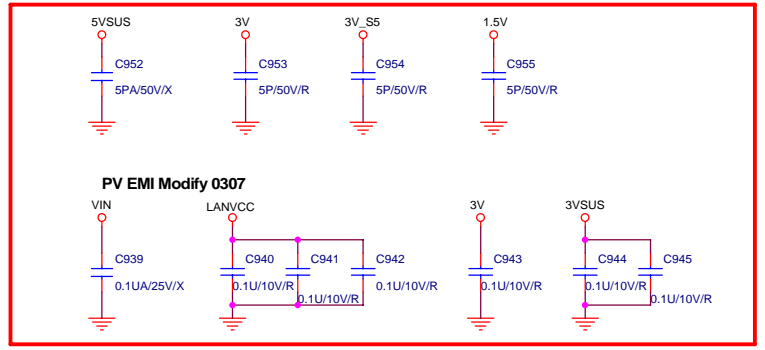 5VSUS 3V 3V_S5 1.5V
C952 C953 C954 C955
5PA/50V/X 5P/50V/R 5P/50V/R 5P/50V/R
PV EMI Modify 0307
VIN LANVCC 3V 3VSUS
C939 C940 C941 C942 C943 C944 C945
0.1UA/25V/X 0.1U/10V/R 0.1U/10V/R 0.1U/10V/R 0.1U/10V/R 0.1U/10V/R 0.1U/10V/R